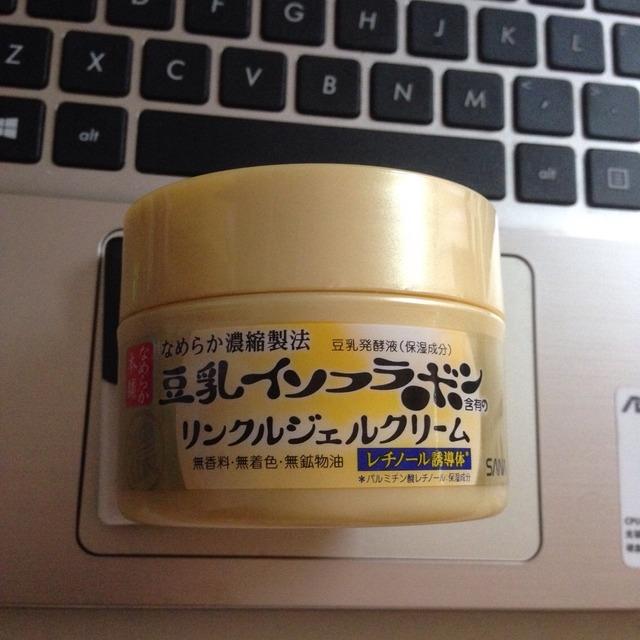 F G H J K L
Z X C V B N M < , >
alt alt
なめらか
本舗
なめらか濃縮製法
豆乳発酵液(保湿成分)
豆乳イソフラボン
含有の
リンクルジェルクリーム
無香料・無着色・無鉱物油
レチノール誘導体*
*パルミチン酸レチノール:保湿成分
SANA